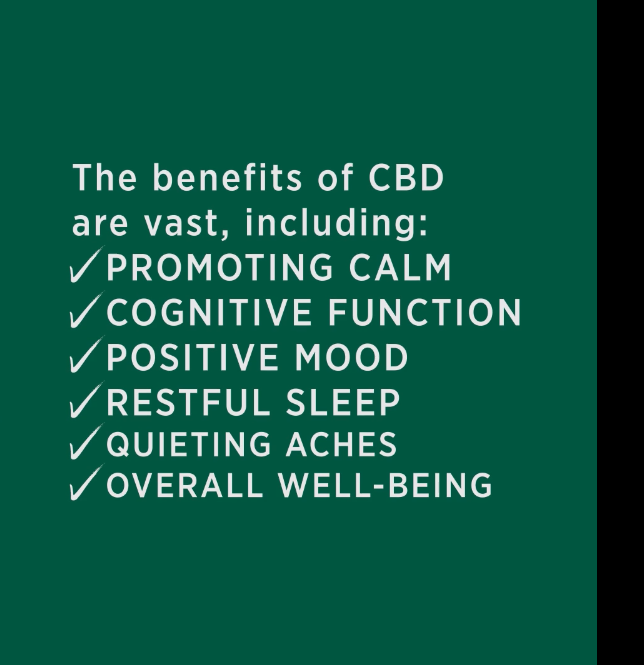 The benefits of CBD
are vast, including:
✓PROMOTING CALM
✓COGNITIVE FUNCTION
✓POSITIVE MOOD
✓RESTFUL SLEEP
✓QUIETING ACHES
✓OVERALL WELL-BEING